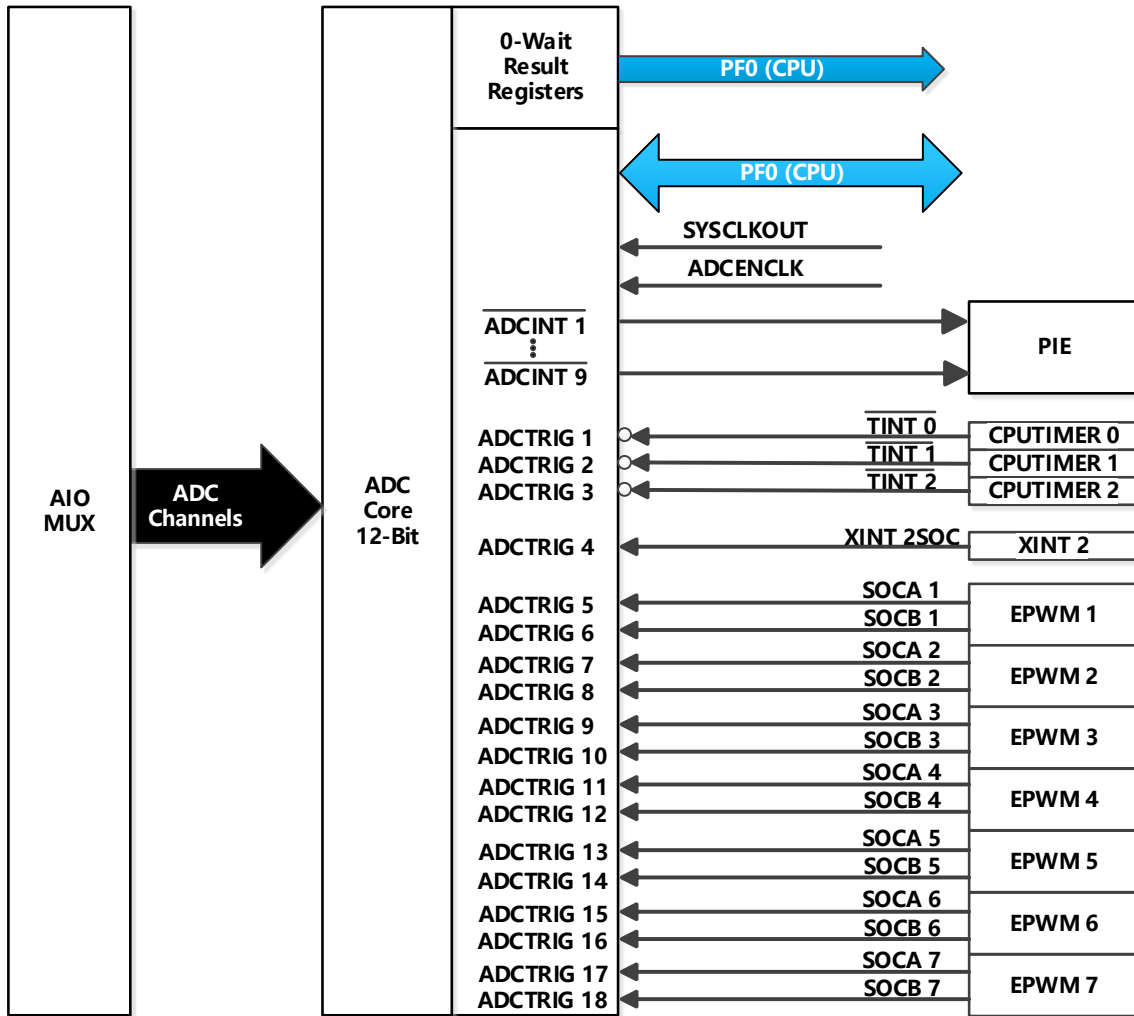 0-Wait
Result
Registers
PF0 (CPU)
PF0 (CPU)
SYSCLKOUT
ADCENCLK
ADCINT 1
ADCINT 9
PIE
ADCTRIG 1
TINT 0
CPUTIMER 0
ADCTRIG 2
TINT 1
CPUTIMER 1
ADCTRIG 3
TINT 2
CPUTIMER 2
AIO
MUX
ADC
Channels
ADC
Core
12-Bit
ADCTRIG 4
XINT 2SOC
XINT 2
ADCTRIG 5
SOCA 1
ADCTRIG 6
SOCB 1
EPWM 1
ADCTRIG 7
SOCA 2
ADCTRIG 8
SOCB 2
EPWM 2
ADCTRIG 9
SOCA 3
ADCTRIG 10
SOCB 3
EPWM 3
ADCTRIG 11
SOCA 4
ADCTRIG 12
SOCB 4
EPWM 4
ADCTRIG 13
SOCA 5
ADCTRIG 14
SOCB 5
EPWM 5
ADCTRIG 15
SOCA 6
ADCTRIG 16
SOCB 6
EPWM 6
ADCTRIG 17
SOCA 7
ADCTRIG 18
SOCB 7
EPWM 7